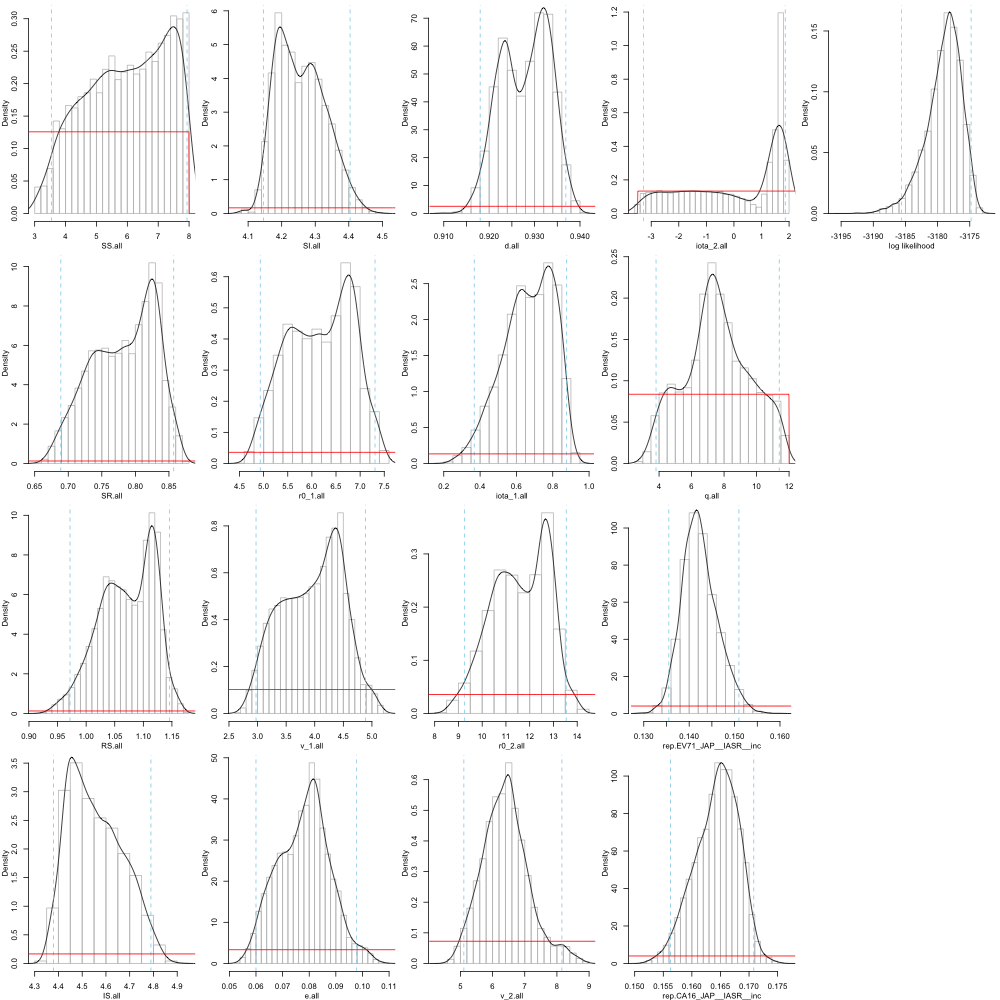 Density
0.00 0.05 0.10 0.15 0.20 0.25 0.30
3 4 5 6 7 8
SS.all
Density
0 1 2 3 4 5 6
4.1 4.2 4.3 4.4 4.5
SI.all
Density
0 10 20 30 40 50 60 70
0.910 0.920 0.930 0.940
d.all
Density
0.0 0.2 0.4 0.6 0.8 1.0 1.2
-3 -2 -1 0 1 2
iota_2.all
Density
0.00 0.05 0.10 0.15
-3195 -3185 -3175
log likelihood
Density
0 2 4 6 8 10
0.65 0.70 0.75 0.80 0.85
SR.all
Density
0.0 0.1 0.2 0.3 0.4 0.5 0.6
4.5 5.0 5.5 6.0 6.5 7.0 7.5
r0_1.all
Density
0.0 0.5 1.0 1.5 2.0 2.5
0.2 0.4 0.6 0.8 1.0
iota_1.all
Density
0.00 0.05 0.10 0.15 0.20 0.25
4 6 8 10 12
q.all
Density
0 2 4 6 8 10
0.90 0.95 1.00 1.05 1.10 1.15
RS.all
Density
0.0 0.2 0.4 0.6 0.8
2.5 3.0 3.5 4.0 4.5 5.0
v_1.all
Density
0.0 0.1 0.2 0.3
8 9 10 11 12 13 14
r0_2.all
Density
0 20 40 60 80 100
0.130 0.140 0.150 0.160
rep.EV71_JAP__IASR__inc
Density
0.0 0.5 1.0 1.5 2.0 2.5 3.0 3.5
4.3 4.4 4.5 4.6 4.7 4.8 4.9
IS.all
Density
0 10 20 30 40 50
0.05 0.06 0.07 0.08 0.09 0.10 0.11
e.all
Density
0.0 0.1 0.2 0.3 0.4 0.5 0.6
5 6 7 8 9
v_2.all
Density
0 20 40 60 80 100
0.150 0.155 0.160 0.165 0.170 0.175
rep.CA16_JAP__IASR__inc